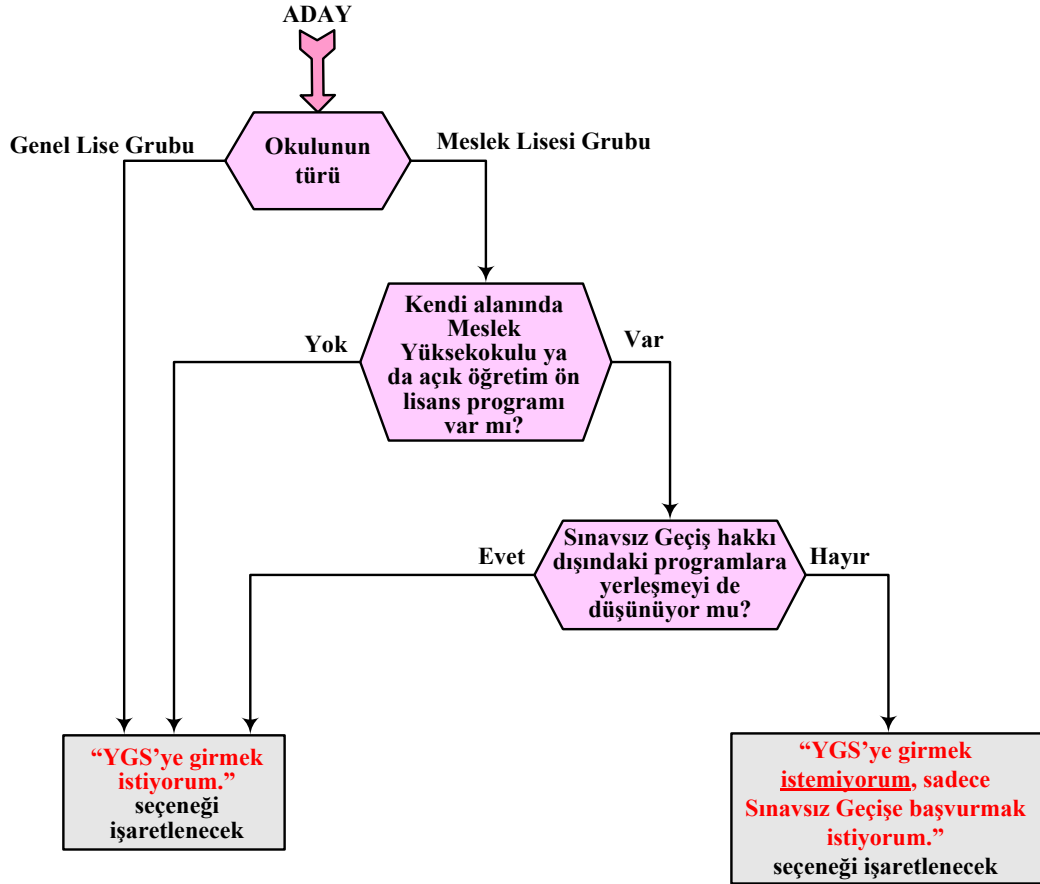 ADAY
Genel Lise Grubu
Okulunun
türü
Meslek Lisesi Grubu
Kendi alanında
Meslek
Yüksekokulu ya
da açık öğretim ön
lisans programı
var mı?
Yok
Var
Sınavsız Geçiş hakkı
dışındaki programlara
yerleşmeyi de
düşünüyor mu?
Evet
Hayır
“YGS’ye girmek
istiyorum.”
seçeneği
işaretlenecek
“YGS’ye girmek
istemiyorum, sadece
Sınavsız Geçişe başvurmak
istiyorum.”
seçeneği işaretlenecek